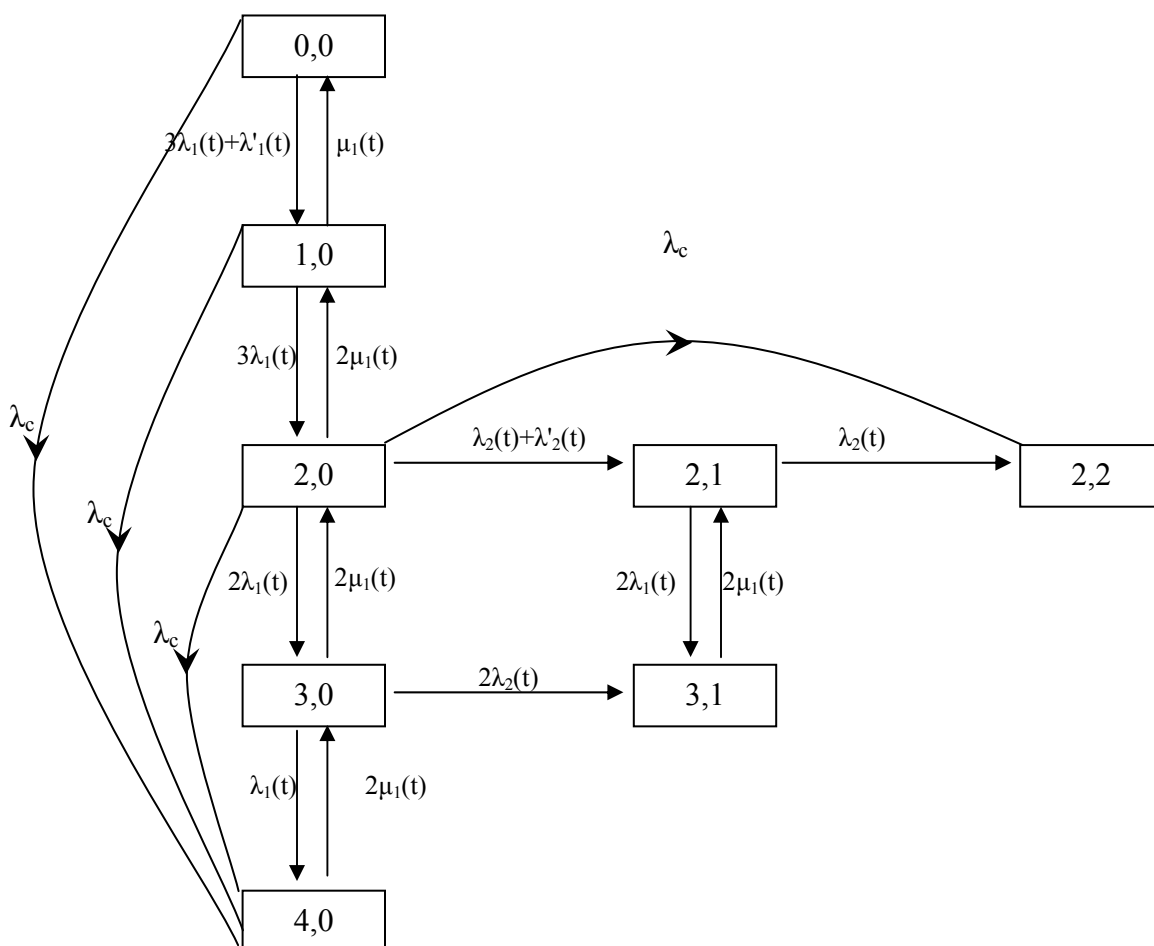 0,0
3λ₁(t)+λ'₁(t)
μ₁(t)
1,0
λc
3λ₁(t)
2μ₁(t)
λc
2,0
λ₂(t)+λ'₂(t)
2,1
λ₂(t)
2,2
λc
2λ₁(t)
2μ₁(t)
2λ₁(t)
2μ₁(t)
λc
3,0
2λ₂(t)
3,1
λ₁(t)
2μ₁(t)
4,0